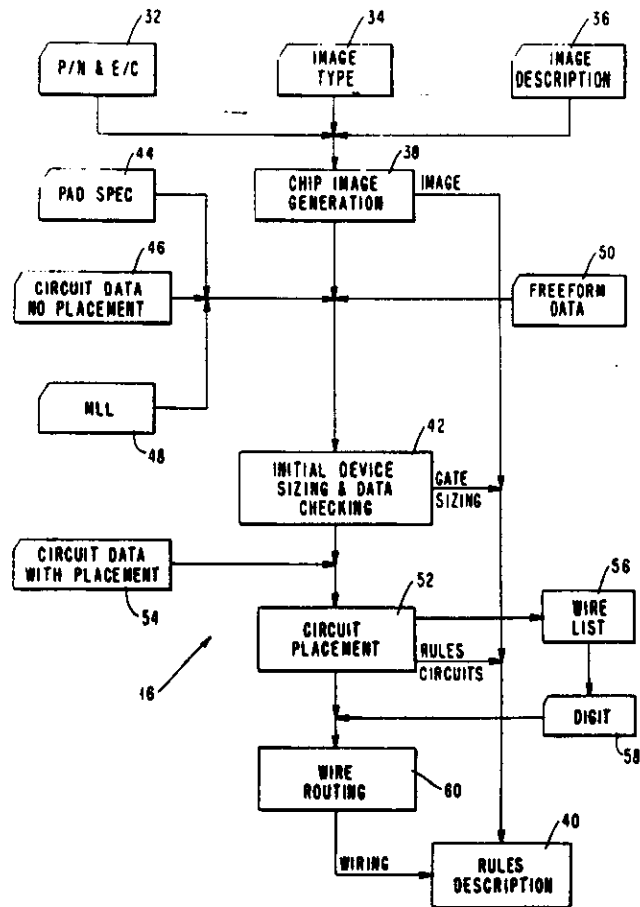 32
34
36
P/N & E/C
IMAGE
TYPE
IMAGE
DESCRIPTION
44
38
PAD SPEC
CHIP IMAGE
GENERATION
IMAGE
46
50
CIRCUIT DATA
NO PLACEMENT
FREEFORM
DATA
MLL
48
42
INITIAL DEVICE
SIZING & DATA
CHECKING
GATE
SIZING
CIRCUIT DATA
WITH PLACEMENT
54
52
56
CIRCUIT
PLACEMENT
WIRE
LIST
RULES
CIRCUITS
16
DIGIT
58
WIRE
ROUTING
60
40
WIRING
RULES
DESCRIPTION